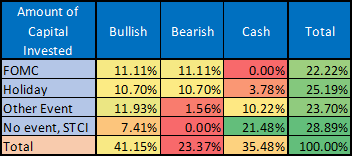 Amount of Capital Invested Bullish Bearish Cash Total
FOMC 11.11% 11.11% 0.00% 22.22%
Holiday 10.70% 10.70% 3.78% 25.19%
Other Event 11.93% 1.56% 10.22% 23.70%
No event, STCI 7.41% 0.00% 21.48% 28.89%
Total 41.15% 23.37% 35.48% 100.00%